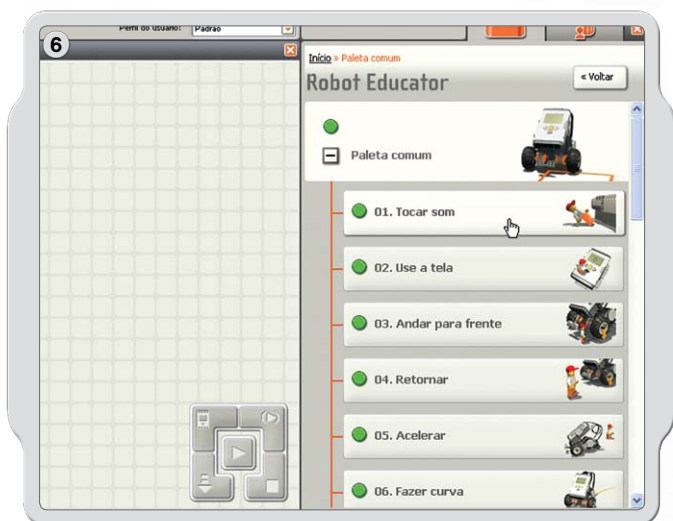 6
Perfil do usuário: Padrão
Início » Paleta comum
Robot Educator
« Voltar
Paleta comum
01. Tocar som
02. Use a tela
03. Andar para frente
04. Retornar
05. Acelerar
06. Fazer curva